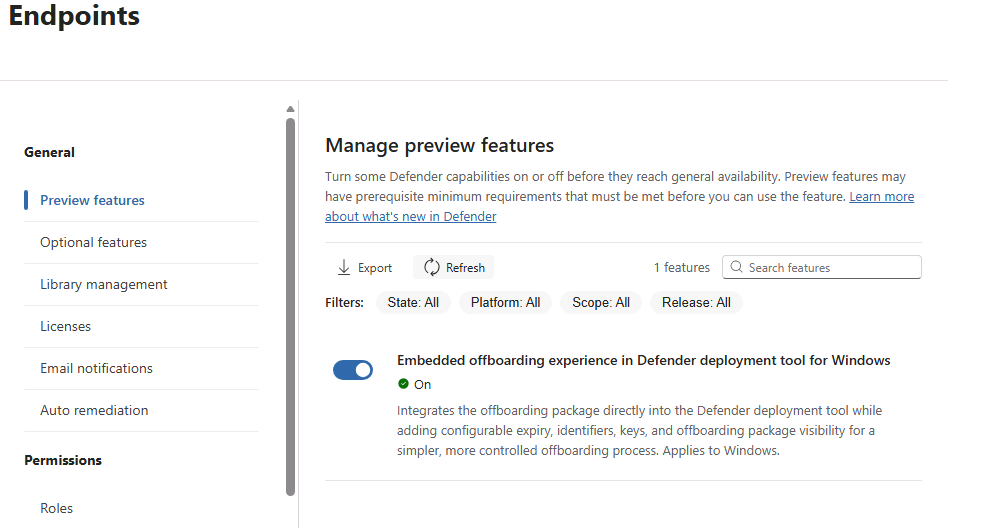 Endpoints
General
Preview features
Optional features
Library management
Licenses
Email notifications
Auto remediation
Permissions
Roles
Manage preview features
Turn some Defender capabilities on or off before they reach general availability. Preview features may
have prerequisite minimum requirements that must be met before you can use the feature. Learn more
about what's new in Defender
Export Refresh 1 features Search features
Filters: State: All Platform: All Scope: All Release: All
Embedded offboarding experience in Defender deployment tool for Windows
On
Integrates the offboarding package directly into the Defender deployment tool while
adding configurable expiry, identifiers, keys, and offboarding package visibility for a
simpler, more controlled offboarding process. Applies to Windows.